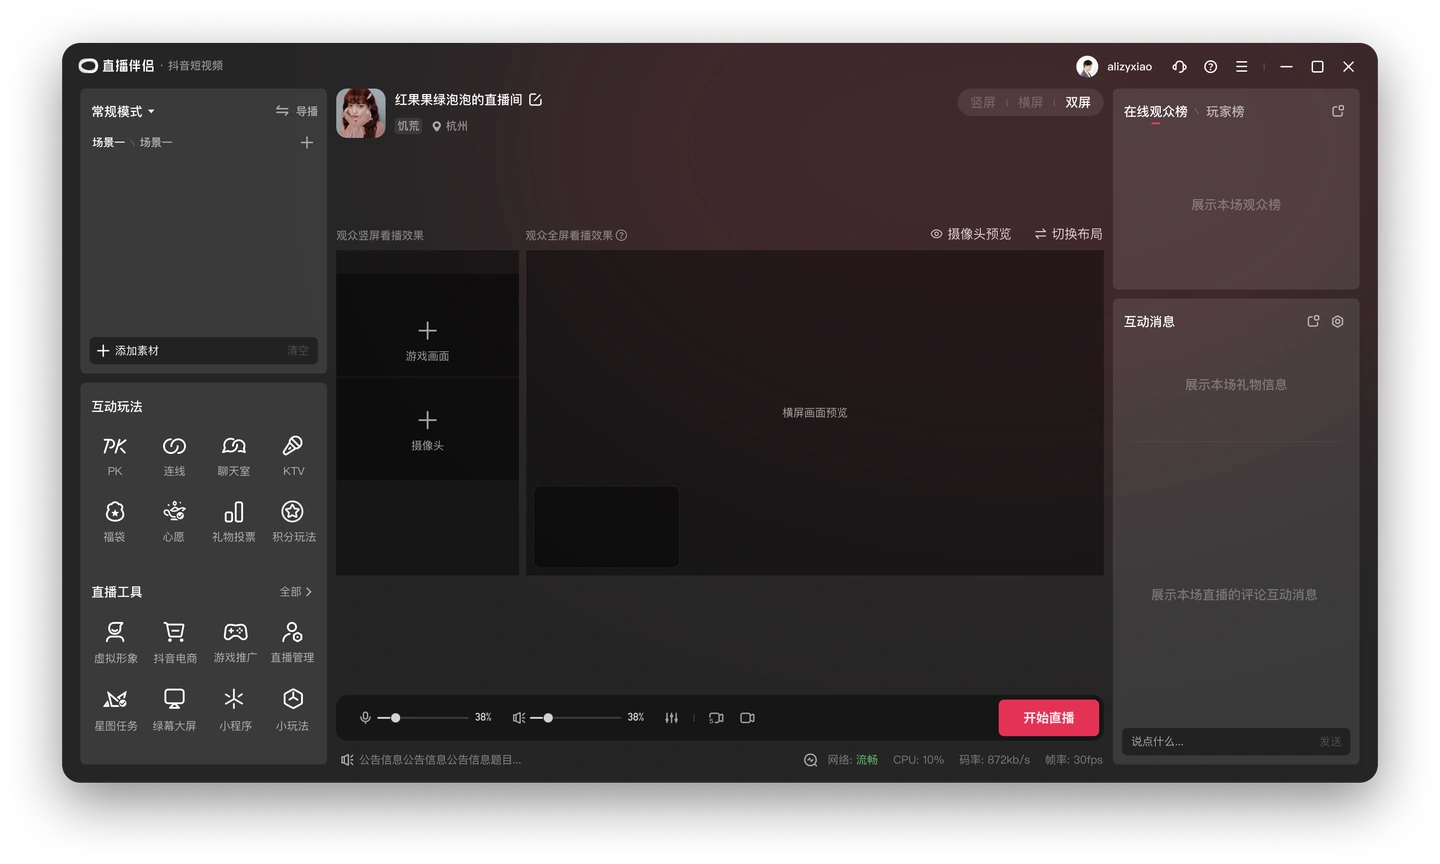 直播伴侣 · 抖音短视频
alizyxiao
常规模式
导播
场景一 \ 场景一
添加素材
清空
互动玩法
PK
PK
连线
聊天室
KTV
福袋
心愿
礼物投票
积分玩法
直播工具
全部
虚拟形象
抖音电商
游戏推广
直播管理
星图任务
绿幕大屏
小程序
小玩法
红果果绿泡泡的直播间
饥荒
杭州
竖屏
横屏
双屏
观众竖屏看播效果
观众全屏看播效果
摄像头预览
切换布局
游戏画面
摄像头
横屏画面预览
38%
38%
开始直播
公告信息公告信息公告信息题目...
网络: 流畅
CPU: 10%
码率: 872kb/s
帧率: 30fps
在线观众榜 \ 玩家榜
展示本场观众榜
互动消息
展示本场礼物信息
展示本场直播的评论互动消息
说点什么...
发送